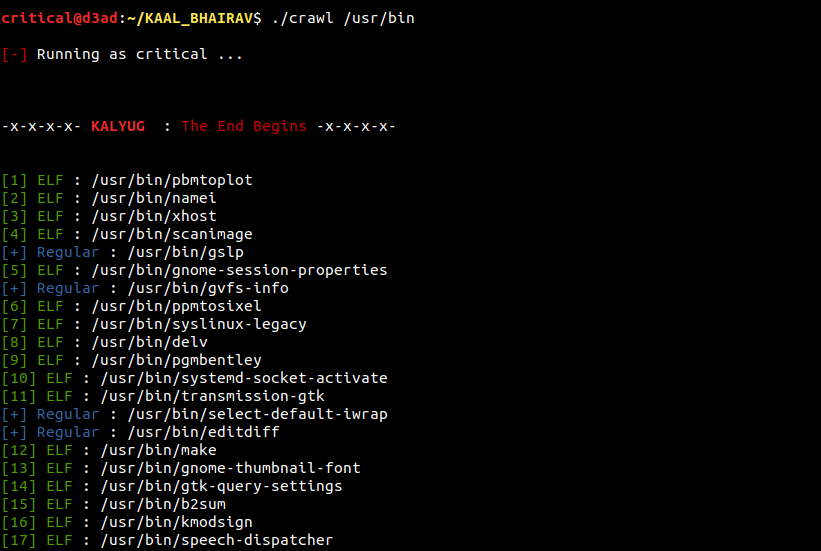 critical@d3ad:~/KAAL_BHAIRAV$ ./crawl /usr/bin
[-] Running as critical ...
-x-x-x-x- KALYUG  : The End Begins -x-x-x-x-
[1] ELF : /usr/bin/pbmtoplot
[2] ELF : /usr/bin/namei
[3] ELF : /usr/bin/xhost
[4] ELF : /usr/bin/scanimage
[+] Regular : /usr/bin/gslp
[5] ELF : /usr/bin/gnome-session-properties
[+] Regular : /usr/bin/gvfs-info
[6] ELF : /usr/bin/ppmtosixel
[7] ELF : /usr/bin/syslinux-legacy
[8] ELF : /usr/bin/delv
[9] ELF : /usr/bin/pgmbentley
[10] ELF : /usr/bin/systemd-socket-activate
[11] ELF : /usr/bin/transmission-gtk
[+] Regular : /usr/bin/select-default-iwrap
[+] Regular : /usr/bin/editdiff
[12] ELF : /usr/bin/make
[13] ELF : /usr/bin/gnome-thumbnail-font
[14] ELF : /usr/bin/gtk-query-settings
[15] ELF : /usr/bin/b2sum
[16] ELF : /usr/bin/kmodsign
[17] ELF : /usr/bin/speech-dispatcher